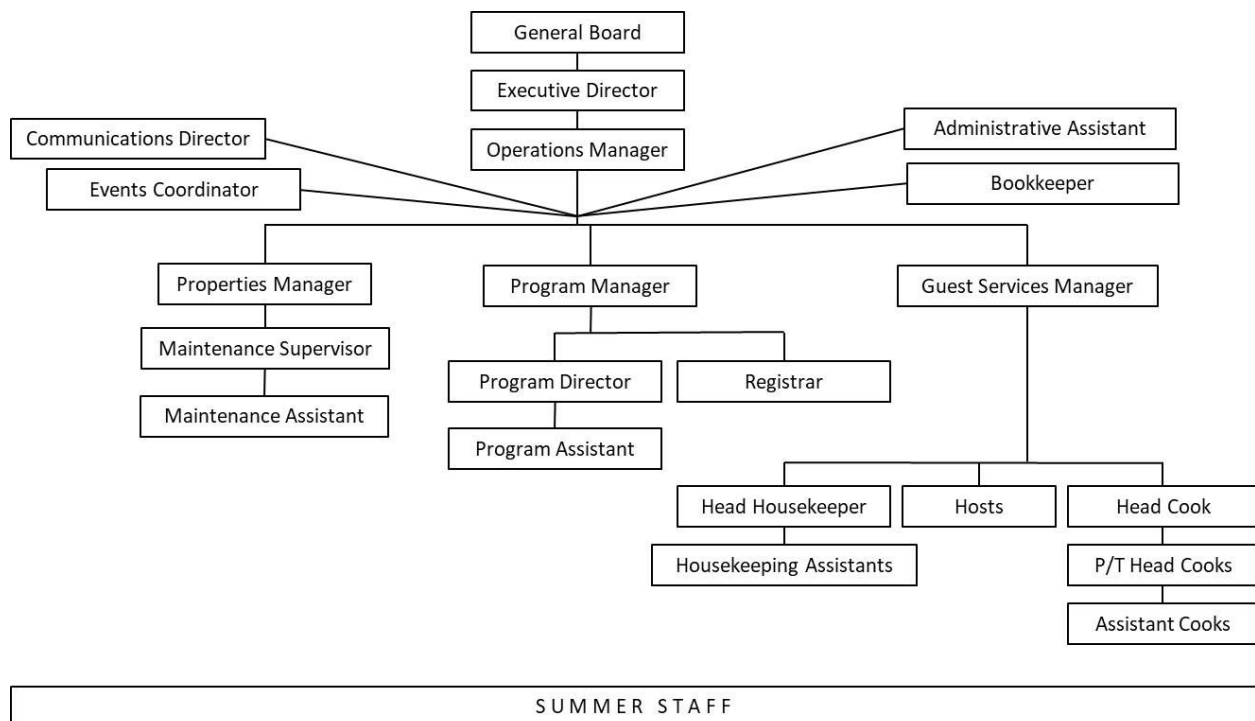 General Board
Executive Director
Communications Director
Administrative Assistant
Operations Manager
Events Coordinator
Bookkeeper
Properties Manager
Program Manager
Guest Services Manager
Maintenance Supervisor
Program Director
Registrar
Maintenance Assistant
Program Assistant
Head Housekeeper
Hosts
Head Cook
Housekeeping Assistants
P/T Head Cooks
Assistant Cooks
SUMMER STAFF